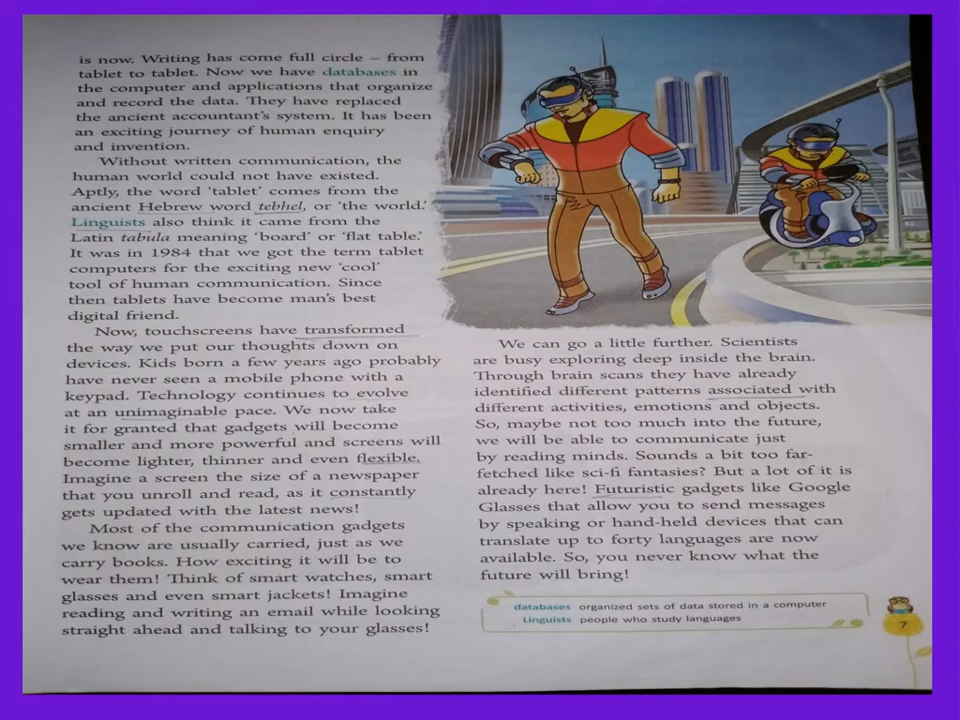 is now. Writing has come full circle – from
tablet to tablet. Now we have databases in
the computer and applications that organize
and record the data. They have replaced
the ancient accountant's system. It has been
an exciting journey of human enquiry
and invention.
Without written communication, the
human world could not have existed.
Aptly, the word 'tablet' comes from the
ancient Hebrew word tebhel, or 'the world.'
Linguists also think it came from the
Latin tabula meaning 'board' or 'flat table.'
It was in 1984 that we got the term tablet
computers for the exciting new 'cool'
tool of human communication. Since
then tablets have become man's best
digital friend.
Now, touchscreens have transformed
the way we put our thoughts down on
devices. Kids born a few years ago probably
have never seen a mobile phone with a
keypad. Technology continues to evolve
at an unimaginable pace. We now take
it for granted that gadgets will become
smaller and more powerful and screens will
become lighter, thinner and even flexible.
Imagine a screen the size of a newspaper
that you unroll and read, as it constantly
gets updated with the latest news!
Most of the communication gadgets
we know are usually carried, just as we
carry books. How exciting it will be to
wear them! Think of smart watches, smart
glasses and even smart jackets! Imagine
reading and writing an email while looking
straight ahead and talking to your glasses!
We can go a little further. Scientists
are busy exploring deep inside the brain.
Through brain scans they have already
identified different patterns associated with
different activities, emotions and objects.
So, maybe not too much into the future,
we will be able to communicate just
by reading minds. Sounds a bit too far-
fetched like sci-fi fantasies? But a lot of it is
already here! Futuristic gadgets like Google
Glasses that allow you to send messages
by speaking or hand-held devices that can
translate up to forty languages are now
available. So, you never know what the
future will bring!
databases organized sets of data stored in a computer
Linguists people who study languages
7